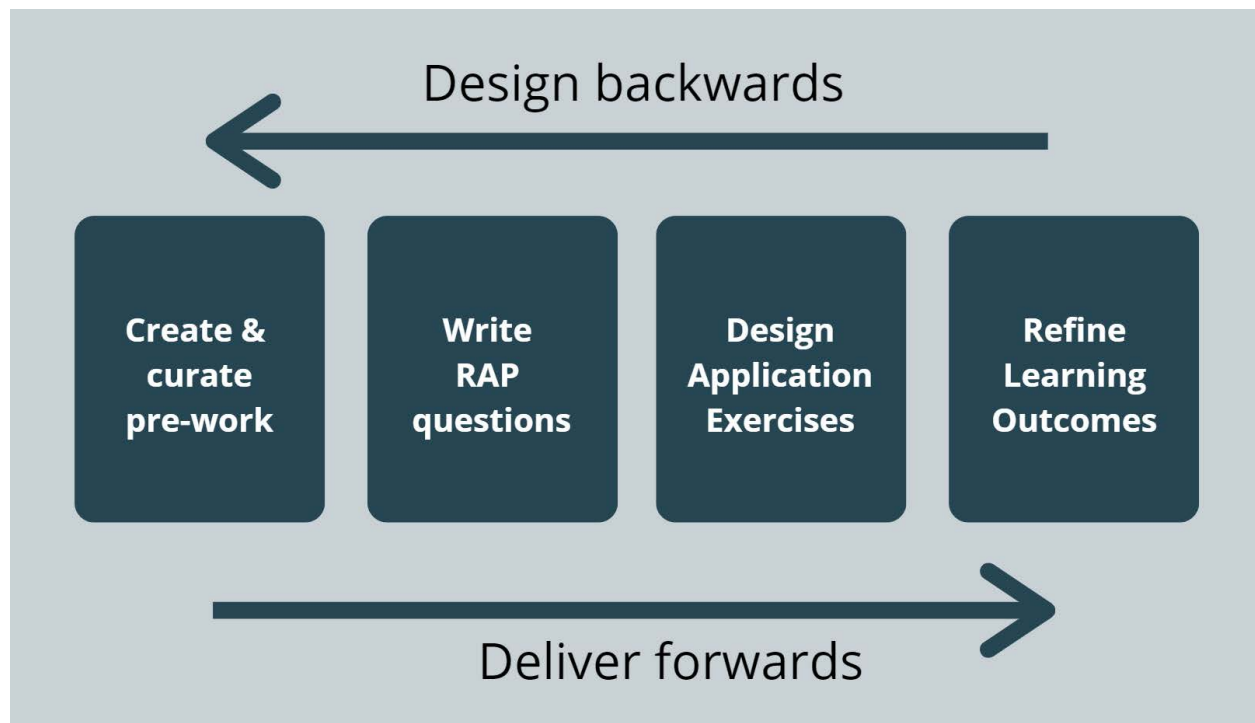 Design backwards
Create &
curate
pre-work
Write
RAP
questions
Design
Application
Exercises
Refine
Learning
Outcomes
Deliver forwards